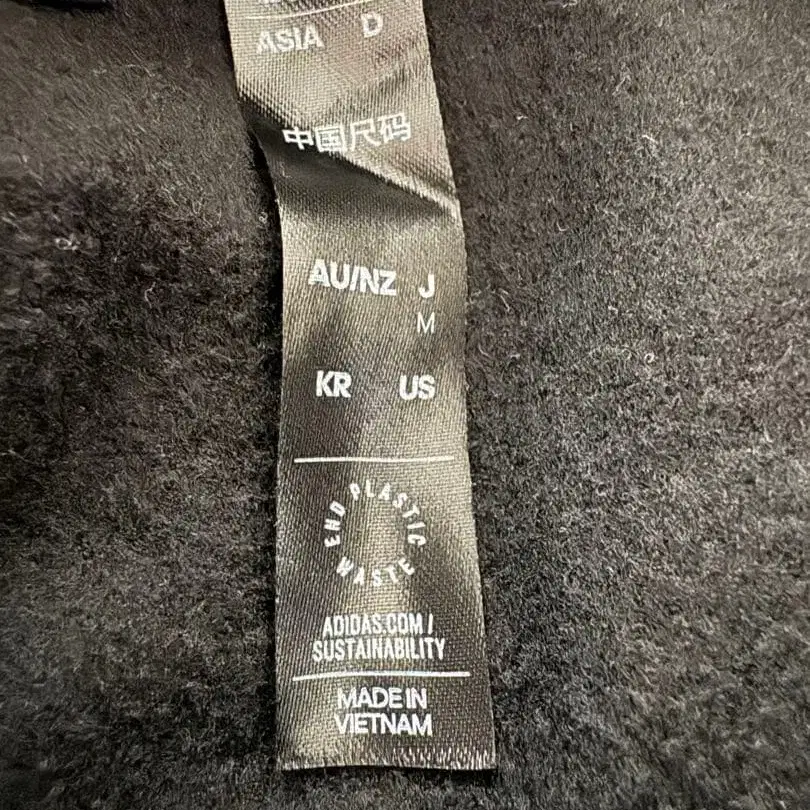 ASIA D
中国尺码
AU/NZ J
M
KR US
END PLASTIC WASTE
ADIDAS.COM /
SUSTAINABILITY
MADE IN
VIETNAM